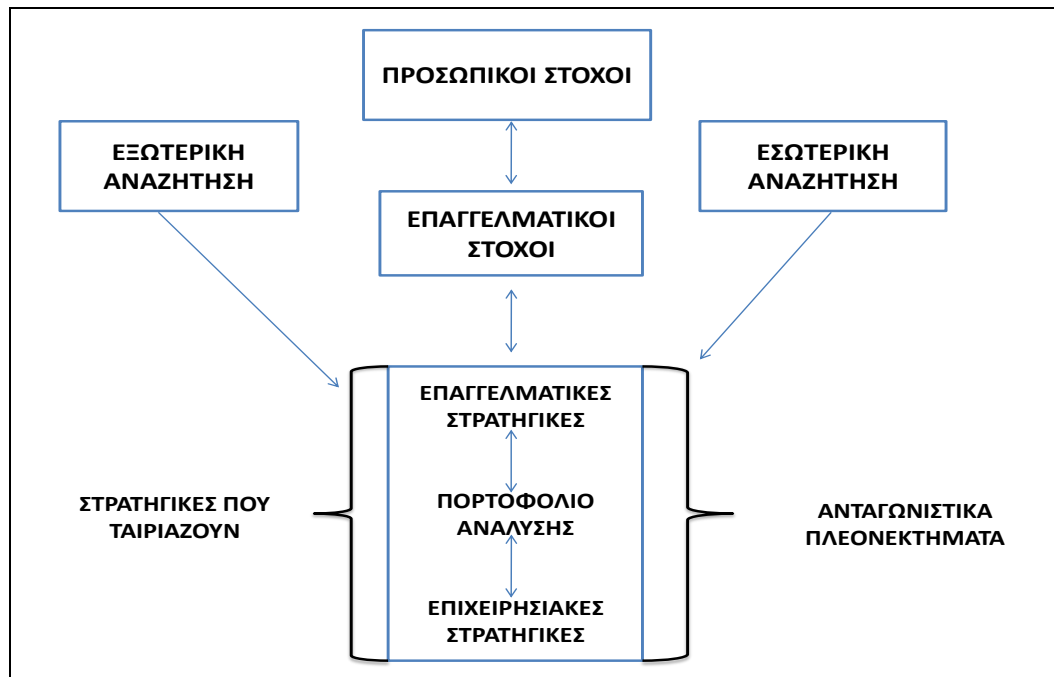 ΠΡΟΣΩΠΙΚΟΙ ΣΤΟΧΟΙ
ΕΞΩΤΕΡΙΚΗ
ΑΝΑΖΗΤΗΣΗ
ΕΣΩΤΕΡΙΚΗ
ΑΝΑΖΗΤΗΣΗ
ΕΠΑΓΓΕΛΜΑΤΙΚΟΙ
ΣΤΟΧΟΙ
ΕΠΑΓΓΕΛΜΑΤΙΚΕΣ
ΣΤΡΑΤΗΓΙΚΕΣ
ΣΤΡΑΤΗΓΙΚΕΣ ΠΟΥ
ΤΑΙΡΙΑΖΟΥΝ
ΠΟΡΤΟΦΟΛΙΟ
ΑΝΑΛΥΣΗΣ
ΑΝΤΑΓΩΝΙΣΤΙΚΑ
ΠΛΕΟΝΕΚΤΗΜΑΤΑ
ΕΠΙΧΕΙΡΗΣΙΑΚΕΣ
ΣΤΡΑΤΗΓΙΚΕΣ